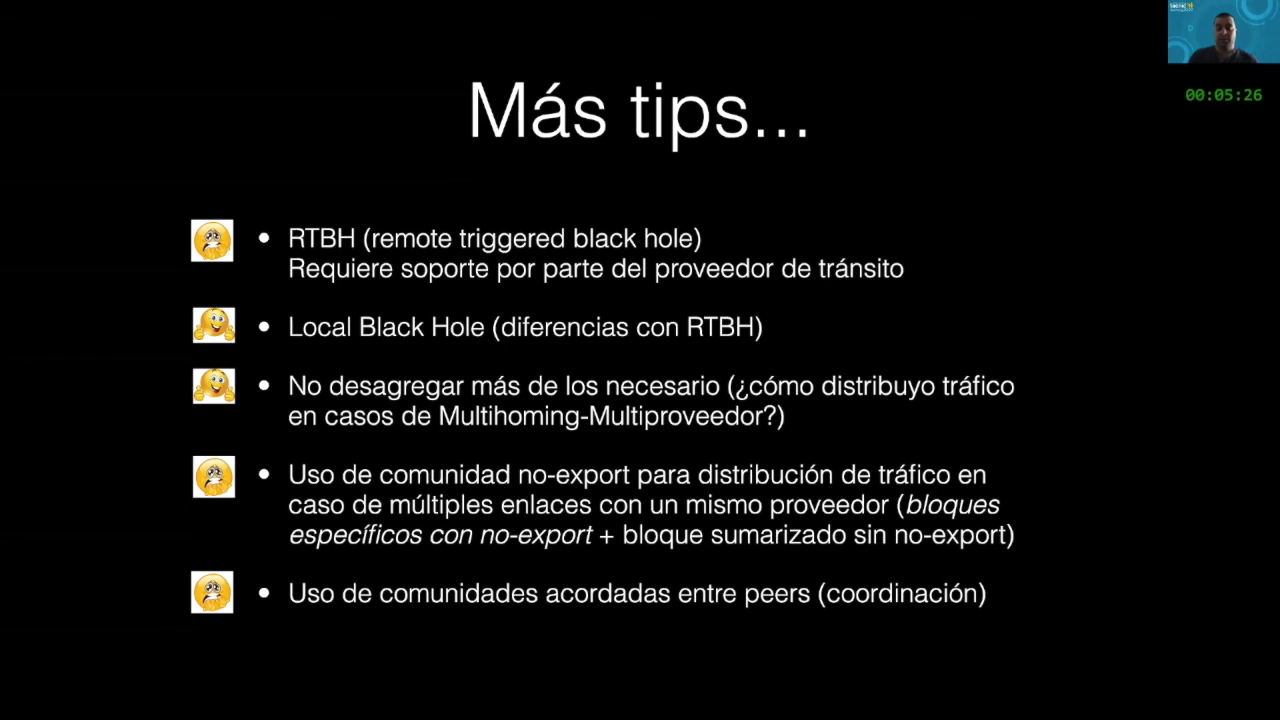 Más tips...
00:05:26
• RTBH (remote triggered black hole)
Requiere soporte por parte del proveedor de tránsito
• Local Black Hole (diferencias con RTBH)
• No desagregar más de los necesario (¿cómo distribuyo tráfico
en casos de Multihoming-Multiproveedor?)
• Uso de comunidad no-export para distribución de tráfico en
caso de múltiples enlaces con un mismo proveedor (bloques
específicos con no-export + bloque sumarizado sin no-export)
• Uso de comunidades acordadas entre peers (coordinación)